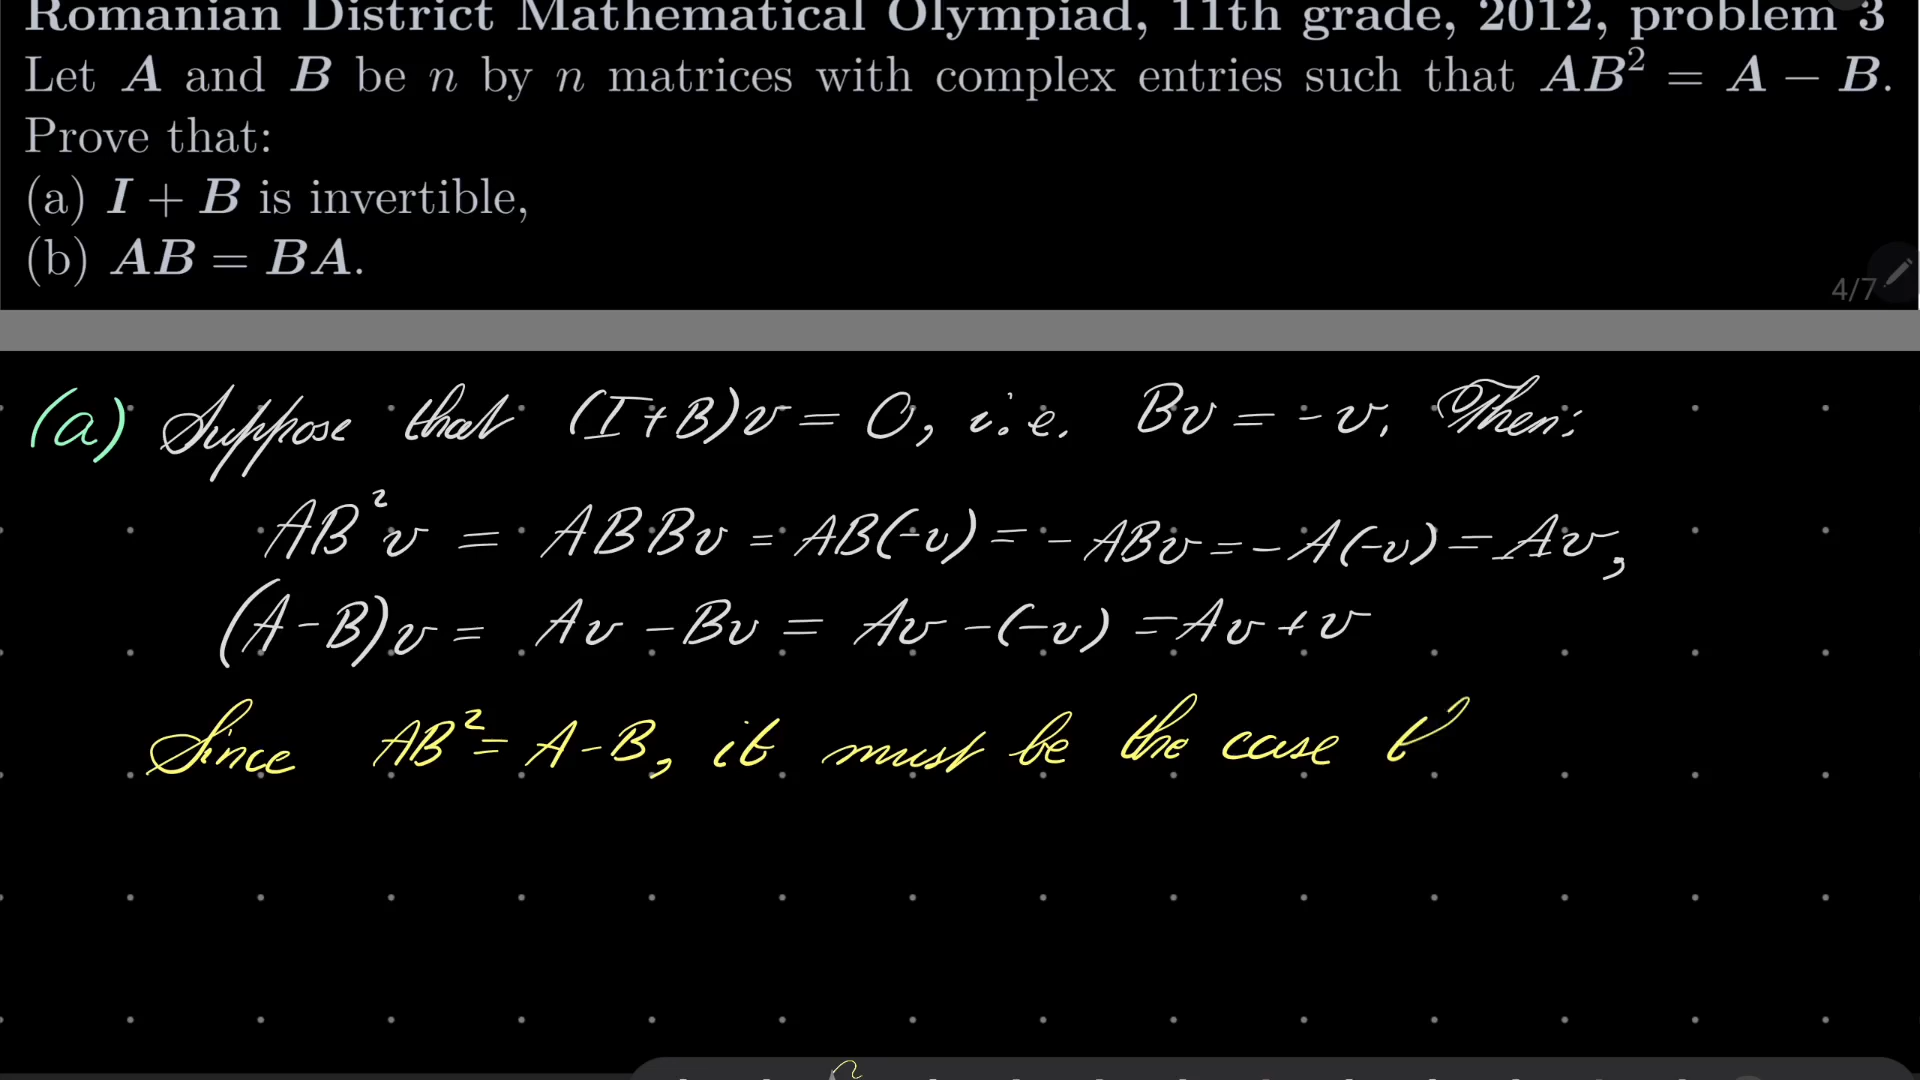 Romanian District Mathematical Olympiad, 11th grade, 2012, problem 3
Let A and B be n by n matrices with complex entries such that AB² = A − B.
Prove that:
(a) I + B is invertible,
(b) AB = BA.
4/7
(a) Suppose that (I+B)v = 0, i.e. Bv = -v. Then:
AB²v = ABBv = AB(-v) = -ABv = -A(-v) = Av,
(A-B)v = Av - Bv = Av - (-v) = Av + v
Since AB² = A-B, it must be the case t